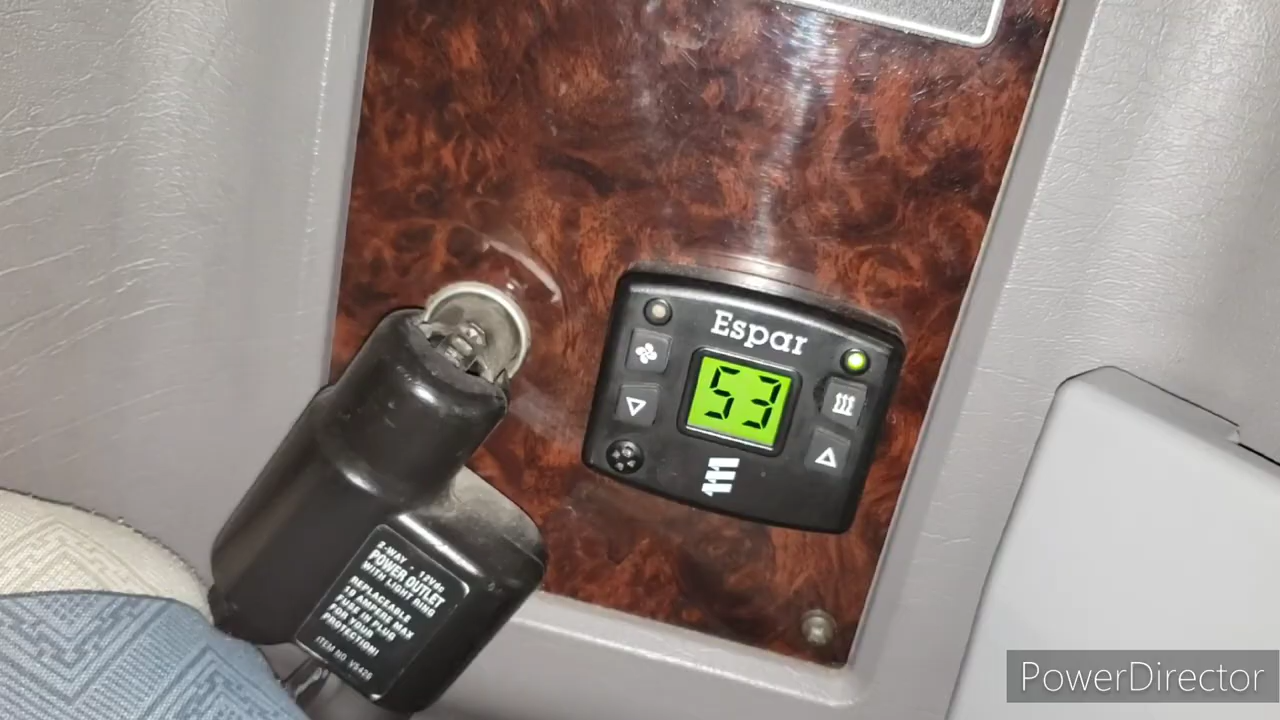 Espar
53
2-WAY - 12Vdc
POWER OUTLET
WITH LIGHT RING
REPLACEABLE
10 AMPERE MAX
FUSE IN PLUG
FOR YOUR
PROTECTION!
ITEM NO. V5426
PowerDirector